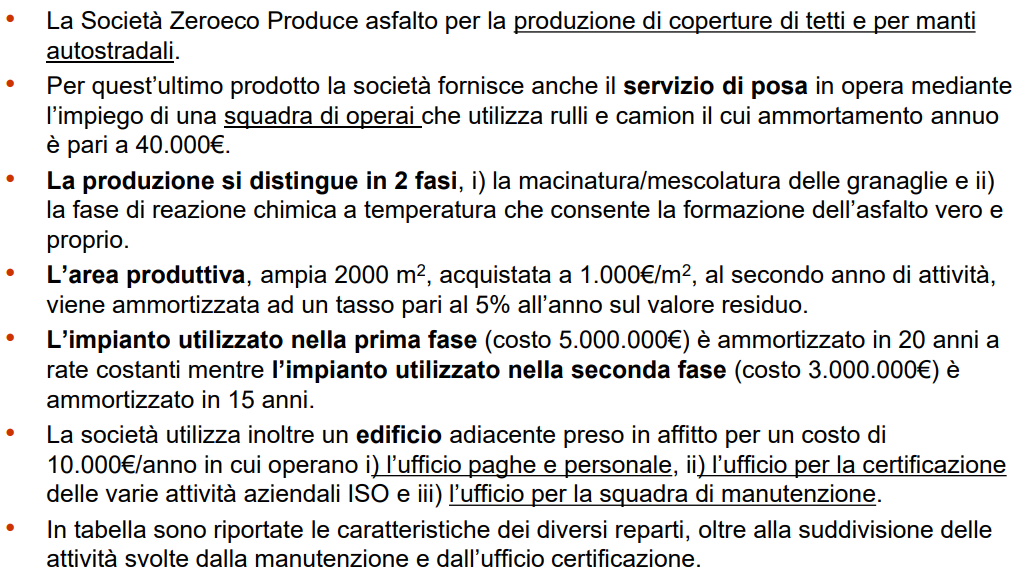 • La Società Zeroeco Produce asfalto per la produzione di coperture di tetti e per manti
autostradali.
• Per quest’ultimo prodotto la società fornisce anche il servizio di posa in opera mediante
l’impiego di una squadra di operai che utilizza rulli e camion il cui ammortamento annuo
è pari a 40.000€.
• La produzione si distingue in 2 fasi, i) la macinatura/mescolatura delle granaglie e ii)
la fase di reazione chimica a temperatura che consente la formazione dell’asfalto vero e
proprio.
• L’area produttiva, ampia 2000 m², acquistata a 1.000€/m², al secondo anno di attività,
viene ammortizzata ad un tasso pari al 5% all’anno sul valore residuo.
• L’impianto utilizzato nella prima fase (costo 5.000.000€) è ammortizzato in 20 anni a
rate costanti mentre l’impianto utilizzato nella seconda fase (costo 3.000.000€) è
ammortizzato in 15 anni.
• La società utilizza inoltre un edificio adiacente preso in affitto per un costo di
10.000€/anno in cui operano i) l’ufficio paghe e personale, ii) l’ufficio per la certificazione
delle varie attività aziendali ISO e iii) l’ufficio per la squadra di manutenzione.
• In tabella sono riportate le caratteristiche dei diversi reparti, oltre alla suddivisione delle
attività svolte dalla manutenzione e dall’ufficio certificazione.